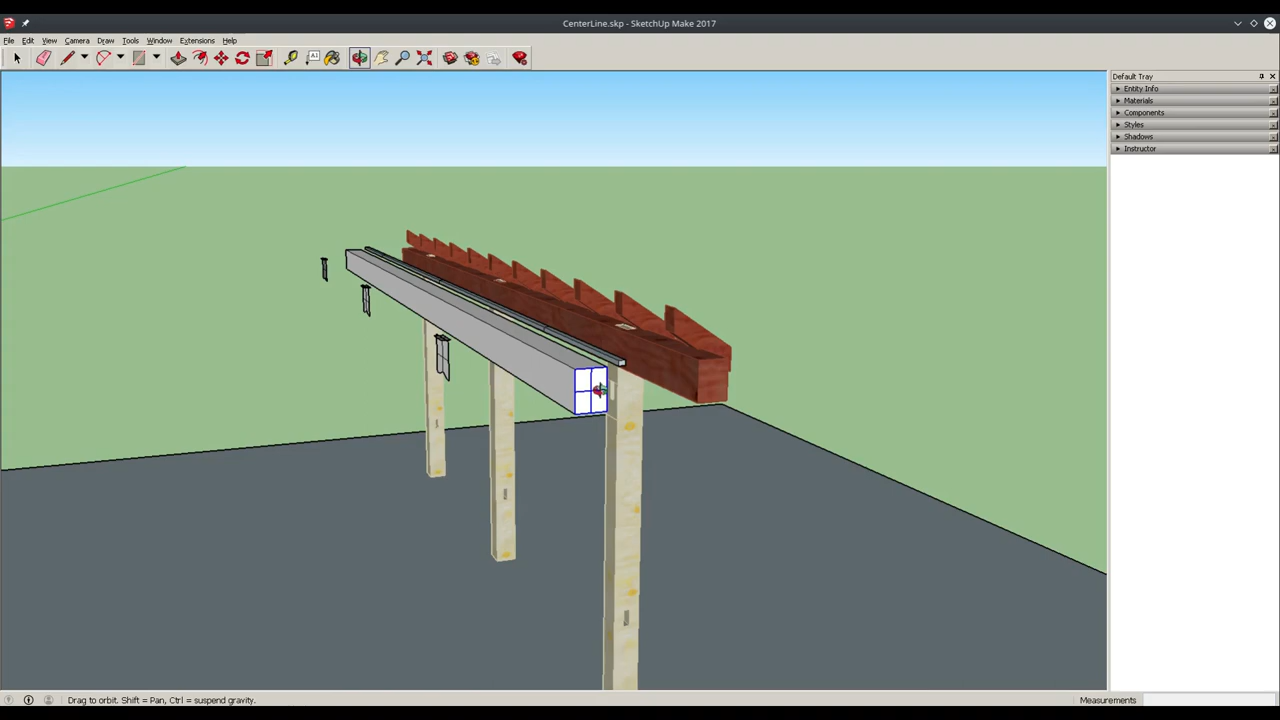 CenterLine.skp - SketchUp Make 2017
File Edit View Camera Draw Tools Window Extensions Help
A1
Default Tray
Entity Info
Materials
Components
Styles
Shadows
Instructor
Drag to orbit. Shift = Pan, Ctrl = suspend gravity.
Measurements